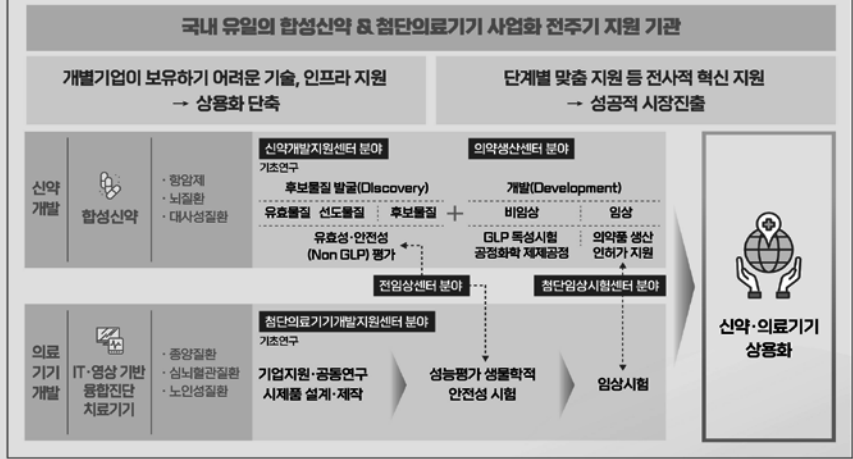 국내 유일의 합성신약 & 첨단의료기기 사업화 전주기 지원 기관
개별기업이 보유하기 어려운 기술, 인프라 지원
→ 상용화 단축
단계별 맞춤 지원 등 전사적 혁신 지원
→ 성공적 시장진출
신약
개발
합성신약
· 항암제
· 뇌질환
· 대사성질환
신약개발지원센터 분야
기초연구
후보물질 발굴(Discovery)
유효물질 선도물질 후보물질
유효성·안전성
(Non GLP) 평가
+
의약생산센터 분야
개발(Development)
비임상 임상
GLP 독성시험
공정화학 제제공정
의약품 생산
인허가 지원
전임상센터 분야
첨단임상시험센터 분야
의료
기기
개발
IT·영상 기반
융합진단
치료기기
· 종양질환
· 심뇌혈관질환
· 노인성질환
첨단의료기기개발지원센터 분야
기초연구
기업지원·공동연구
시제품 설계·제작
성능평가 생물학적
안전성 시험
임상시험
신약·의료기기
상용화